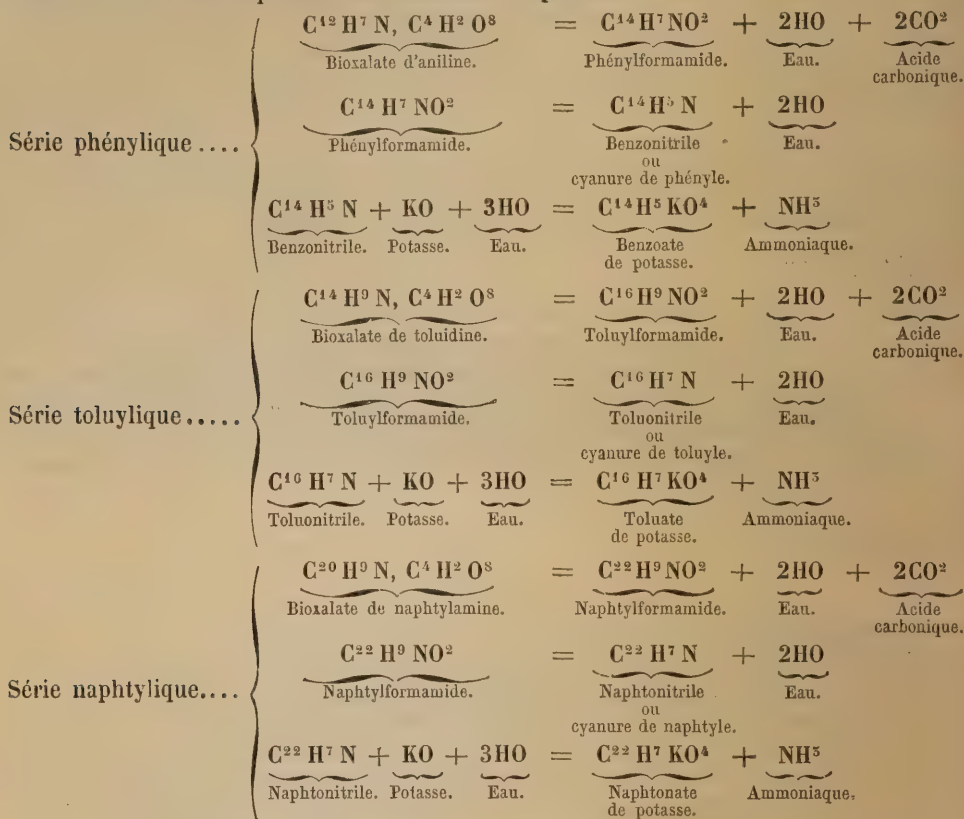 C¹² H⁷ N, C⁴ H² O⁸ = C¹⁴ H⁷ NO² + 2HO + 2CO²
Bioxalate d'aniline. Phénylformamide. Eau. Acide
carbonique.
C¹⁴ H⁷ NO² = C¹⁴ H⁵ N + 2HO
Série phénylique .... Phénylformamide. Benzonitrile Eau.
ou
cyanure de phényle.
C¹⁴ H⁵ N + KO + 3HO = C¹⁴ H⁵ KO⁴ + NH³
Benzonitrile. Potasse. Eau. Benzoate Ammoniaque.
de potasse.
C¹⁴ H⁹ N, C⁴ H² O⁸ = C¹⁶ H⁹ NO² + 2HO + 2CO²
Bioxalate de toluidine. Toluylformamide. Eau. Acide
carbonique.
C¹⁶ H⁹ NO² = C¹⁶ H⁷ N + 2HO
Série toluylique..... Toluylformamide. Toluonitrile Eau.
ou
cyanure de toluyle.
C¹⁶ H⁷ N + KO + 3HO = C¹⁶ H⁷ KO⁴ + NH³
Toluonitrile. Potasse. Eau. Toluate Ammoniaque.
de potasse.
C²⁰ H⁹ N, C⁴ H² O⁸ = C²² H⁹ NO² + 2HO + 2CO²
Bioxalate de naphtylamine. Naphtylformamide. Eau. Acide
carbonique.
C²² H⁹ NO² = C²² H⁷ N + 2HO
Série naphtylique.... Naphtylformamide. Naphtonitrile Eau.
ou
cyanure de naphtyle.
C²² H⁷ N + KO + 3HO = C²² H⁷ KO⁴ + NH³
Naphtonitrile. Potasse. Eau. Naphtonate Ammoniaque.
de potasse.